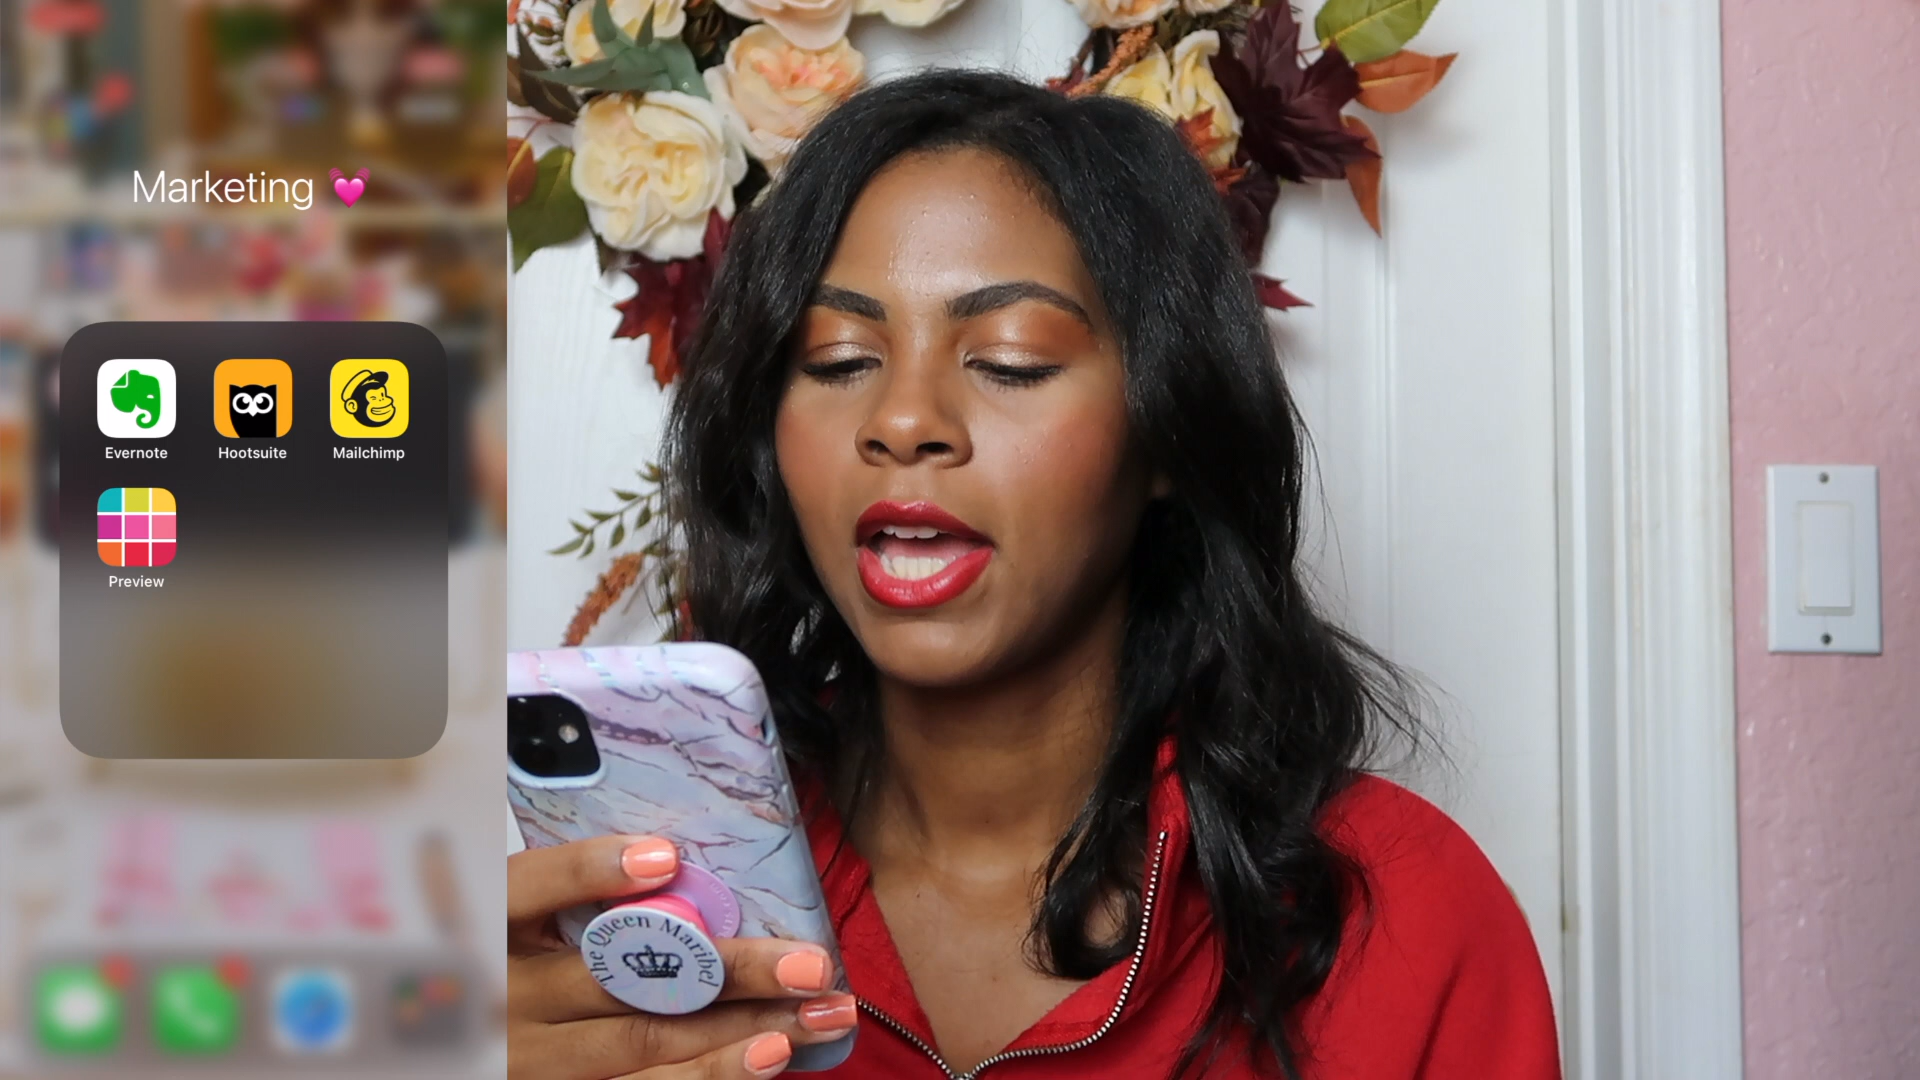 Marketing 💓
Evernote
Hootsuite
Mailchimp
Preview
The Queen Maribel